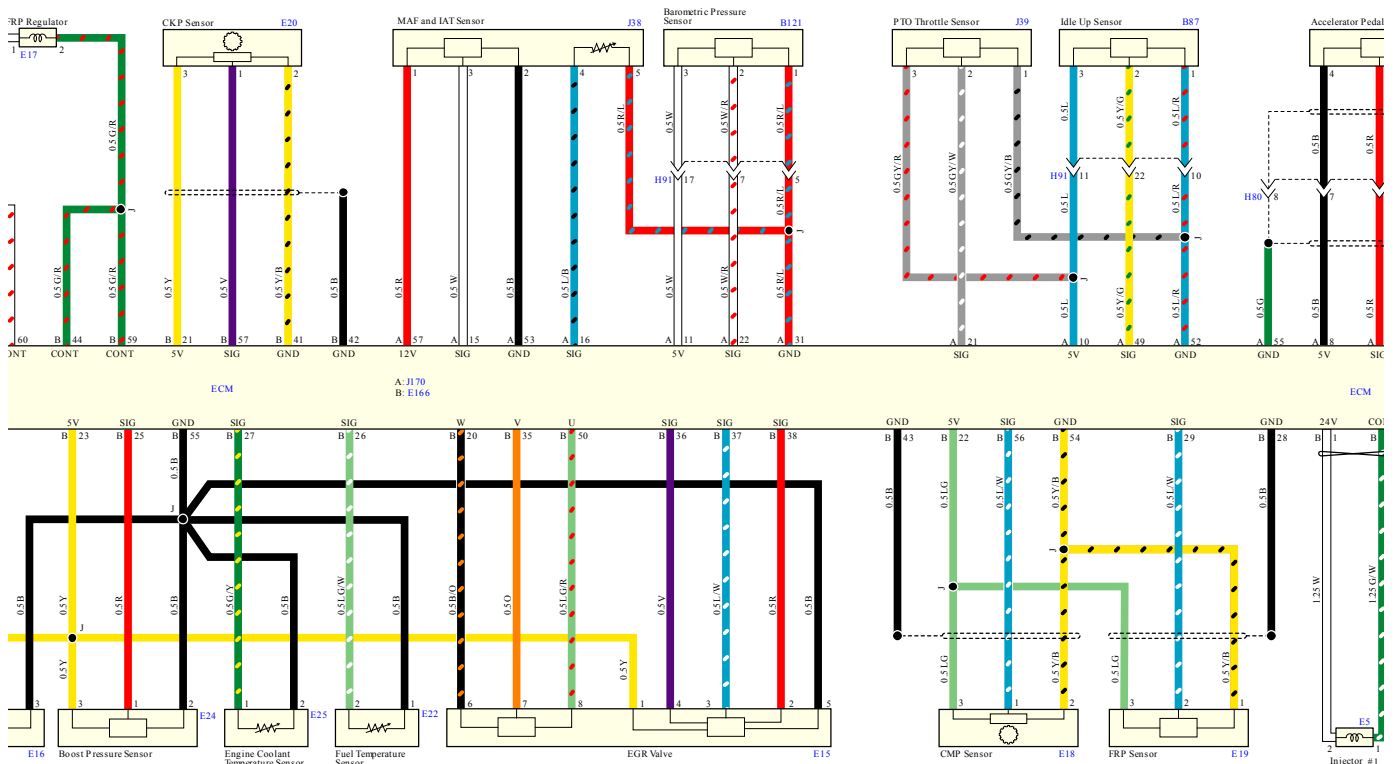 FRP Regulator
CKP Sensor E20
MAF and IAT Sensor J38
Barometric Pressure
Sensor B121
PTO Throttle Sensor J39
Idle Up Sensor B87
Accelerator Pedal
1 2
E17
3 1 2
1 3 2 4 5
3 2 1
3 2 1
3 2 1
4
0.5 G/R
0.5 R/L
0.5 W
0.5 W/R
0.5 R/L
0.5 GY/R
0.5 GY/W
0.5 GY/B
0.5 L
0.5 Y/G
0.5 L/R
0.5 B
0.5 R
H91 17 7 5
H91 11 22 10
H80 8 7
J
J
J
J
0.5 G/R
0.5 G/R
0.5 Y
0.5 V
0.5 Y/B
0.5 B
0.5 R
0.5 W
0.5 B
0.5 L/B
0.5 W
0.5 W/R
0.5 R/L
0.5 R/L
0.5 L
0.5 L
0.5 Y/G
0.5 L/R
0.5 L/R
0.5 G
0.5 B
0.5 R
60 B 44 B 59 B 21 B 57 B 41 B 42 A 57 A 15 A 53 A 16 A 11 A 22 A 31 A 21 A 10 A 49 A 52 A 55 A 8 A
CONT CONT 5V SIG GND GND 12V SIG GND SIG 5V SIG GND SIG 5V SIG GND GND 5V SIG
ECM
A: J170
B: E166
ECM
5V SIG GND SIG SIG W V U SIG SIG SIG GND 5V SIG GND SIG GND 24V
B 23 B 25 B 55 B 27 B 26 B 20 B 35 B 50 B 36 B 37 B 38 B 43 B 22 B 56 B 54 B 29 B 28 B 1 B
0.5 B
J
0.5 B
0.5 Y
0.5 R
0.5 B
0.5 G/Y
0.5 B
0.5 LG/W
0.5 B
0.5 B/O
0.5 O
0.5 LG/R
0.5 Y
0.5 V
0.5 L/W
0.5 R
0.5 B
0.5 B
0.5 LG
0.5 L/W
0.5 Y/B
0.5 L/W
0.5 B
1.25 W
1.25 G/W
J
J
J
0.5 Y
0.5 LG
0.5 Y/B
0.5 Y/B
3
3 1 2
1 2
2 1
6 7 8 1 4 3 2 5
3 1 2
3 2 1
2 1
E16
Boost Pressure Sensor E24
Engine Coolant
Temperature Sensor E25
Fuel Temperature
Sensor E22
EGR Valve E15
CMP Sensor E18
FRP Sensor E19
E5
Injector #1